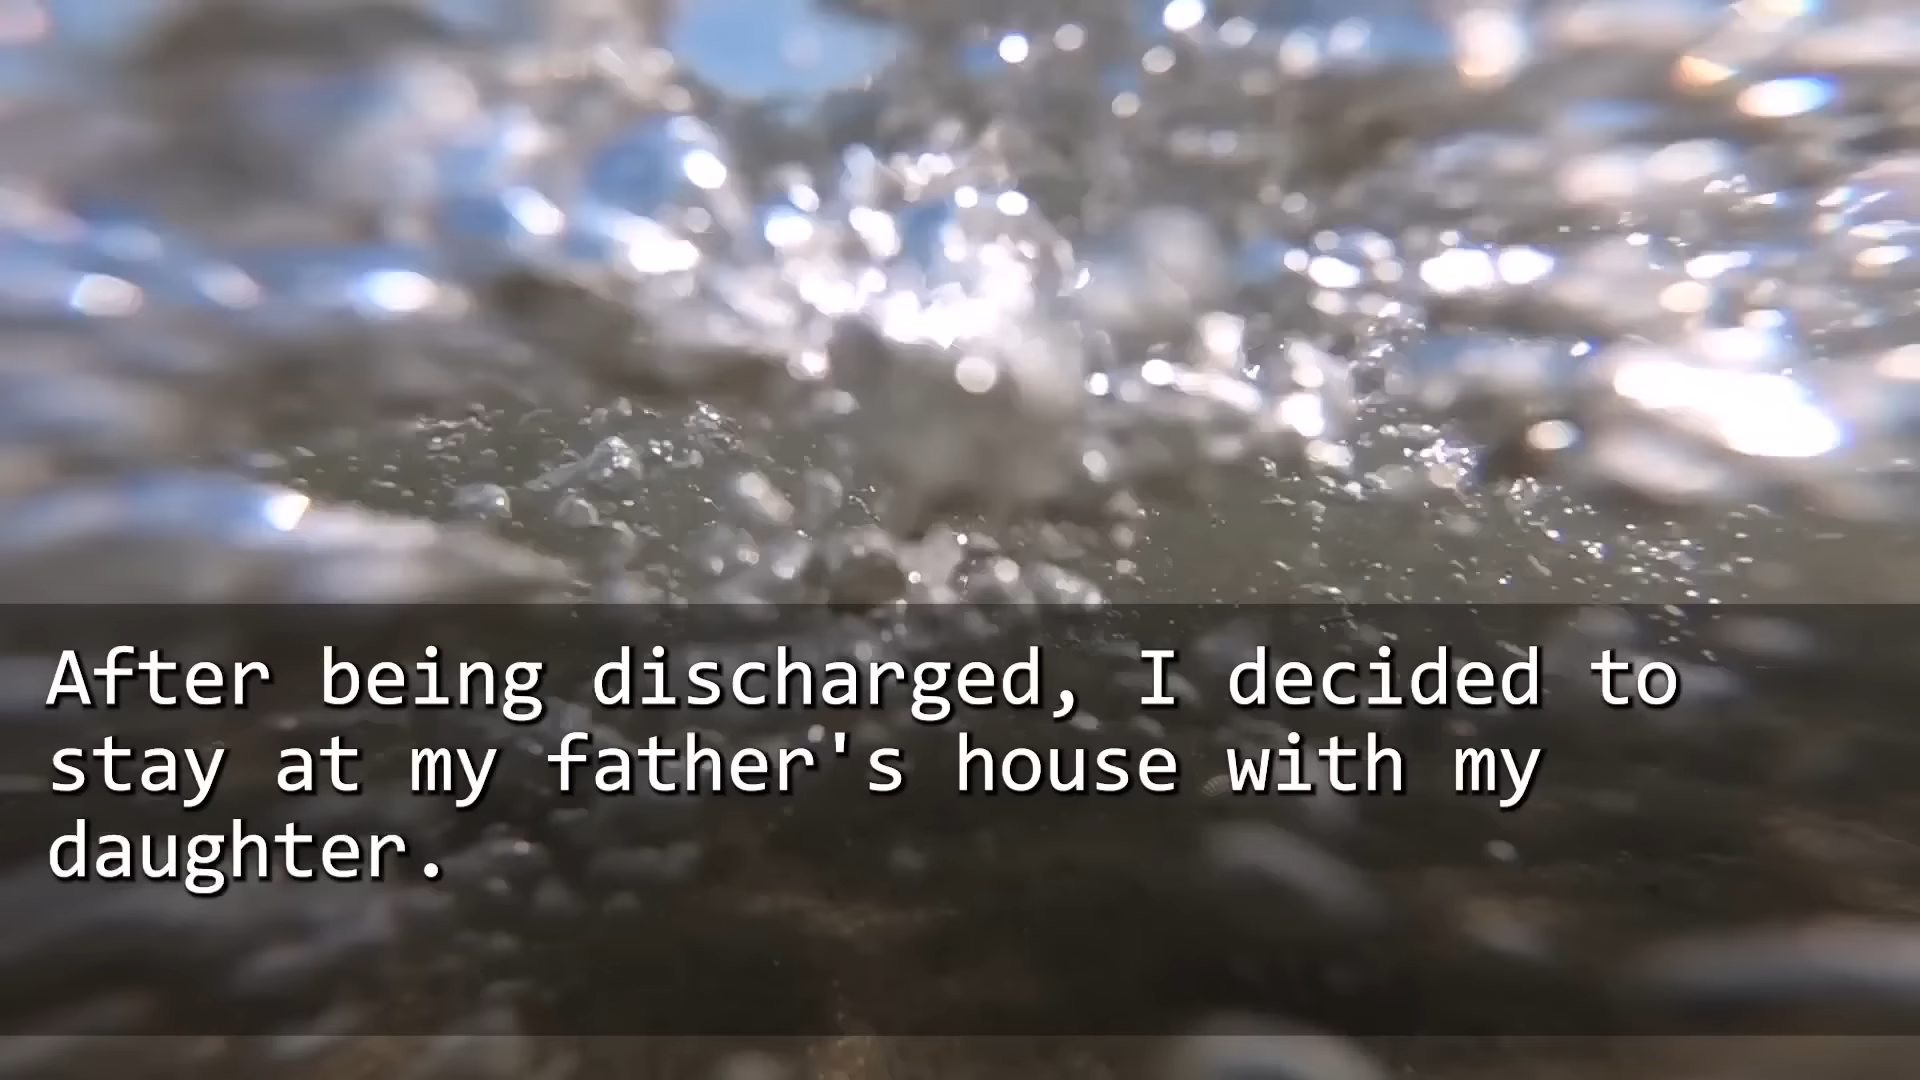 After being discharged, I decided to
stay at my father's house with my
daughter.